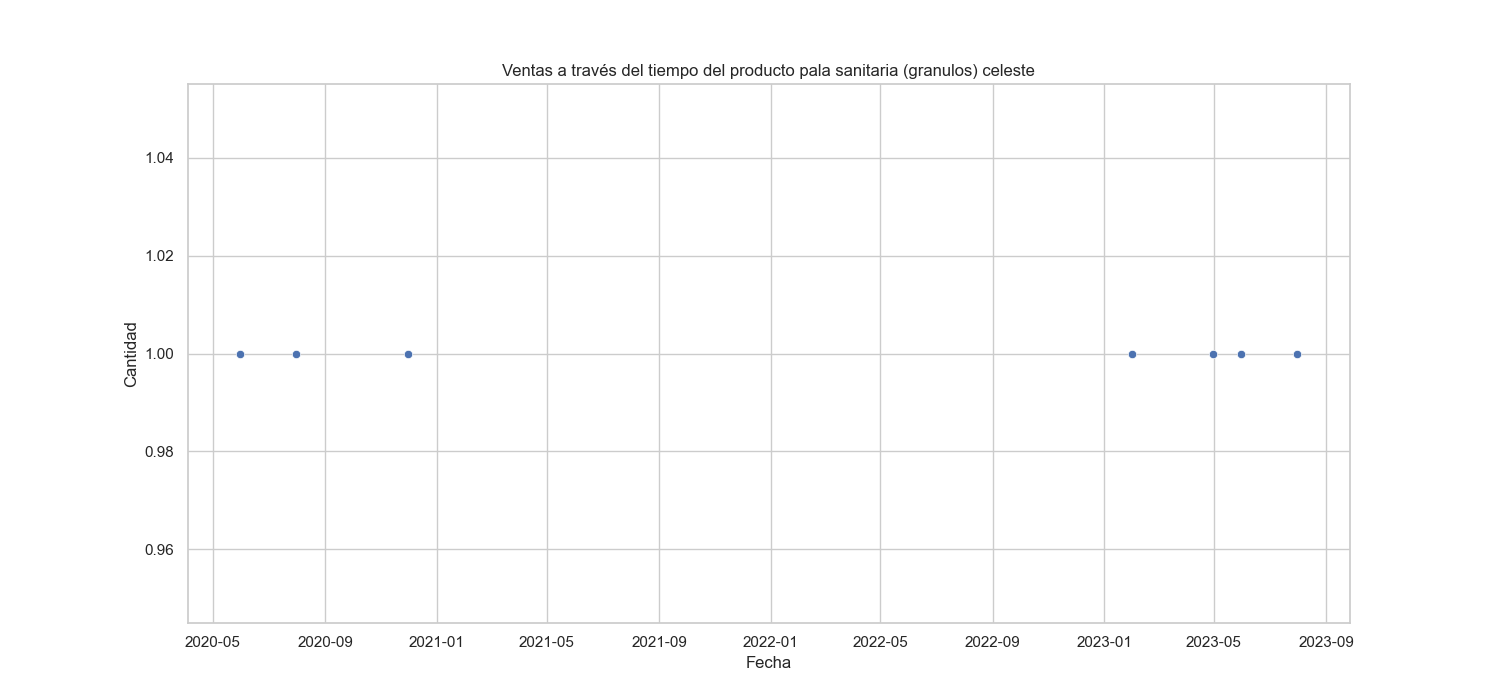 Ventas a través del tiempo del producto pala sanitaria (granulos) celeste
1.04
1.02
1.00
0.98
0.96
Cantidad
2020-05 2020-09 2021-01 2021-05 2021-09 2022-01 2022-05 2022-09 2023-01 2023-05 2023-09
Fecha